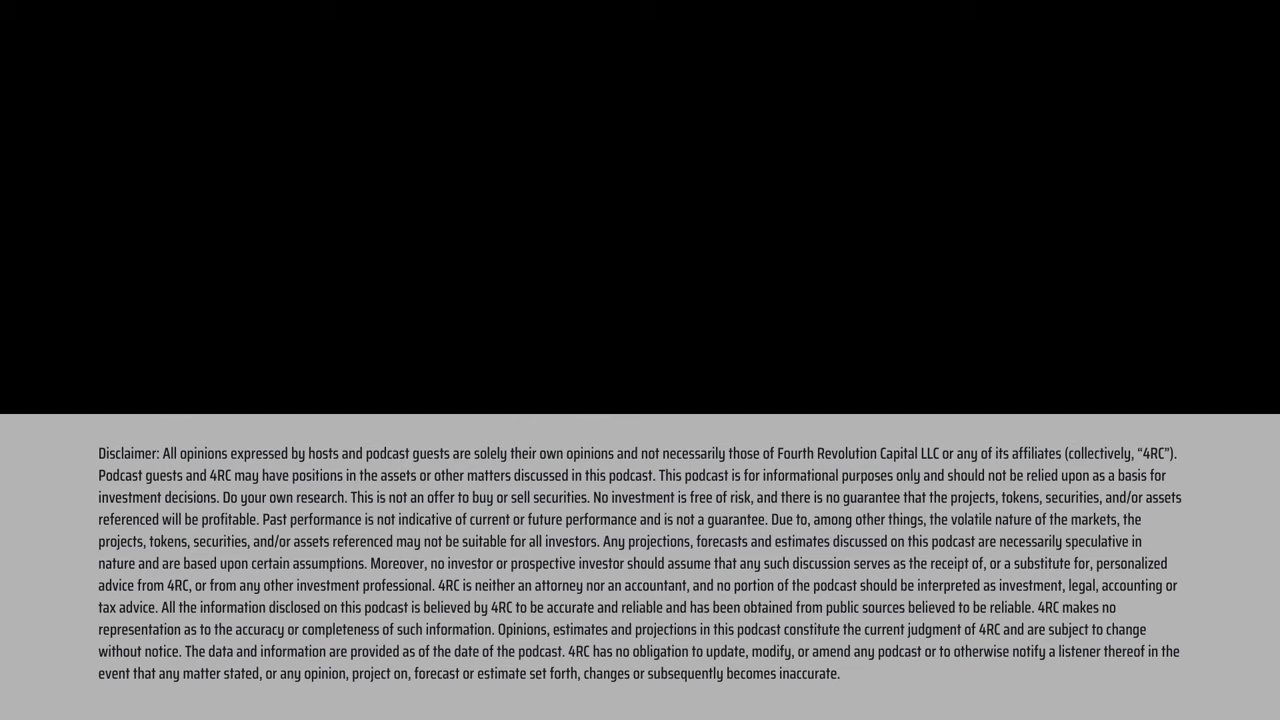 Disclaimer: All opinions expressed by hosts and podcast guests are solely their own opinions and not necessarily those of Fourth Revolution Capital LLC or any of its affiliates (collectively, “4RC”).
Podcast guests and 4RC may have positions in the assets or other matters discussed in this podcast. This podcast is for informational purposes only and should not be relied upon as a basis for
investment decisions. Do your own research. This is not an offer to buy or sell securities. No investment is free of risk, and there is no guarantee that the projects, tokens, securities, and/or assets
referenced will be profitable. Past performance is not indicative of current or future performance and is not a guarantee. Due to, among other things, the volatile nature of the markets, the
projects, tokens, securities, and/or assets referenced may not be suitable for all investors. Any projections, forecasts and estimates discussed on this podcast are necessarily speculative in
nature and are based upon certain assumptions. Moreover, no investor or prospective investor should assume that any such discussion serves as the receipt of, or a substitute for, personalized
advice from 4RC, or from any other investment professional. 4RC is neither an attorney nor an accountant, and no portion of the podcast should be interpreted as investment, legal, accounting or
tax advice. All the information disclosed on this podcast is believed by 4RC to be accurate and reliable and has been obtained from public sources believed to be reliable. 4RC makes no
representation as to the accuracy or completeness of such information. Opinions, estimates and projections in this podcast constitute the current judgment of 4RC and are subject to change
without notice. The data and information are provided as of the date of the podcast. 4RC has no obligation to update, modify, or amend any podcast or to otherwise notify a listener thereof in the
event that any matter stated, or any opinion, project on, forecast or estimate set forth, changes or subsequently becomes inaccurate.